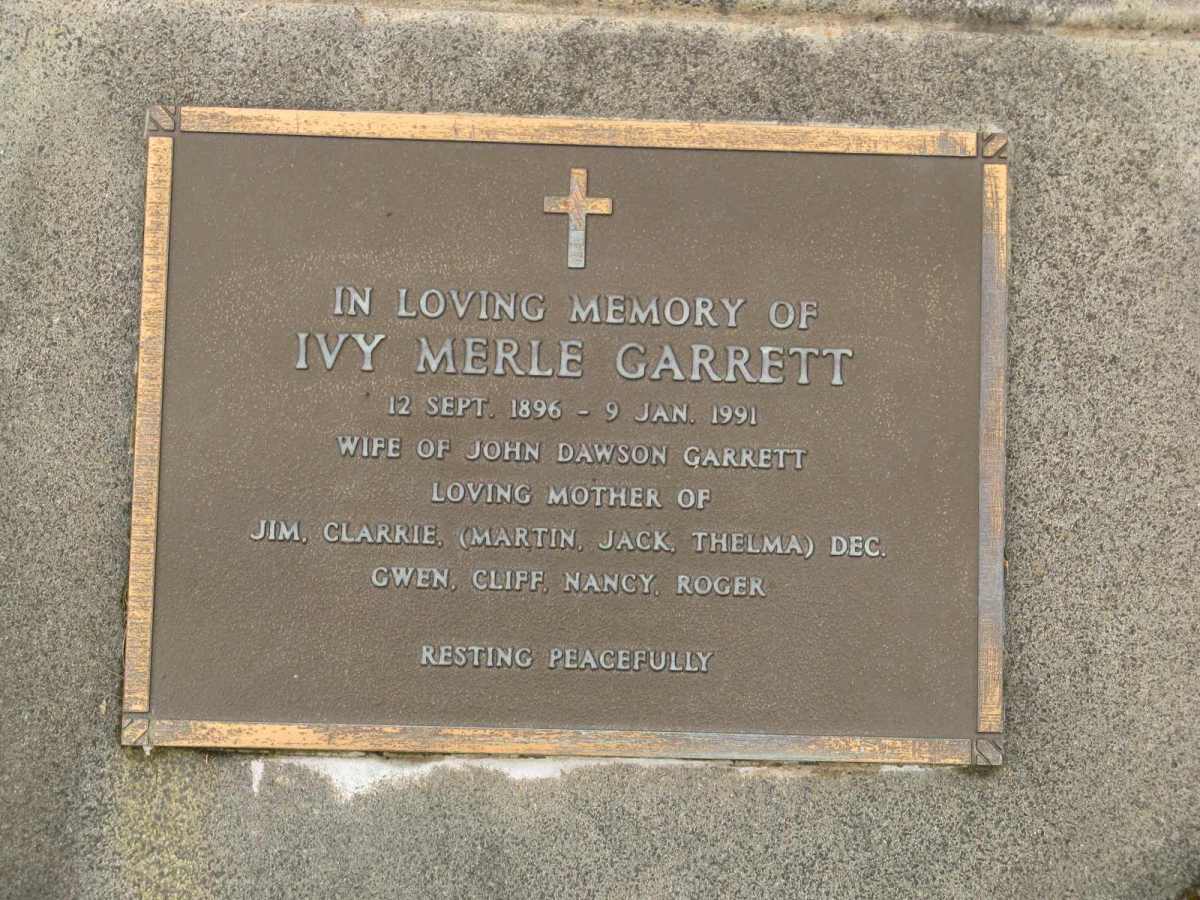 IN LOVING MEMORY OF
IVY MERLE GARRETT
12 SEPT. 1896 - 9 JAN. 1991
WIFE OF JOHN DAWSON GARRETT
LOVING MOTHER OF
JIM, CLARRIE, (MARTIN, JACK, THELMA) DEC.
GWEN, CLIFF, NANCY, ROGER
RESTING PEACEFULLY